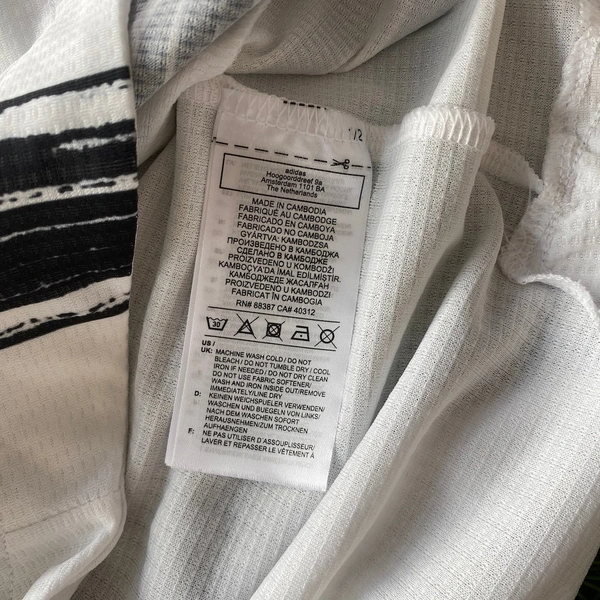 1/2
adidas
Hoogoorddreef 9a
Amsterdam 1101 BA
The Netherlands
MADE IN CAMBODIA
FABRIQUÉ AU CAMBODGE
FABRICADO EN CAMBOYA
FABRICADO NO CAMBOJA
GYÁRTVA: KAMBODZSA
ПРОИЗВЕДЕНО В КАМБОДЖА
СДЕЛАНО В КАМБОДЖЕ
PROIZVEDENO U KOMBODŽI
KAMBOÇYA'DA İMAL EDİLMİŞTİR.
КАМБОДЖЕДЕ ЖАСАЛҒАН
PROIZVEDENO U KAMBODZI
FABRICAT ÎN CAMBOGIA
RN# 88387 CA# 40312
30
US /
UK: MACHINE WASH COLD / DO NOT
BLEACH / DO NOT TUMBLE DRY / COOL
IRON IF NEEDED / DO NOT DRY CLEAN
DO NOT USE FABRIC SOFTENER/
WASH AND IRON INSIDE OUT/REMOVE
IMMEDIATELY/LINE DRY
D: KEINEN WEICHSPUELER VERWENDEN/
WASCHEN UND BUEGELN VON LINKS/
NACH DEM WASCHEN SOFORT
HERAUSNEHMEN/ZUM TROCKNEN
AUFHAENGEN
F: NE PAS UTILISER D'ASSOUPLISSEUR/
LAVER ET REPASSER LE VÊTEMENT À